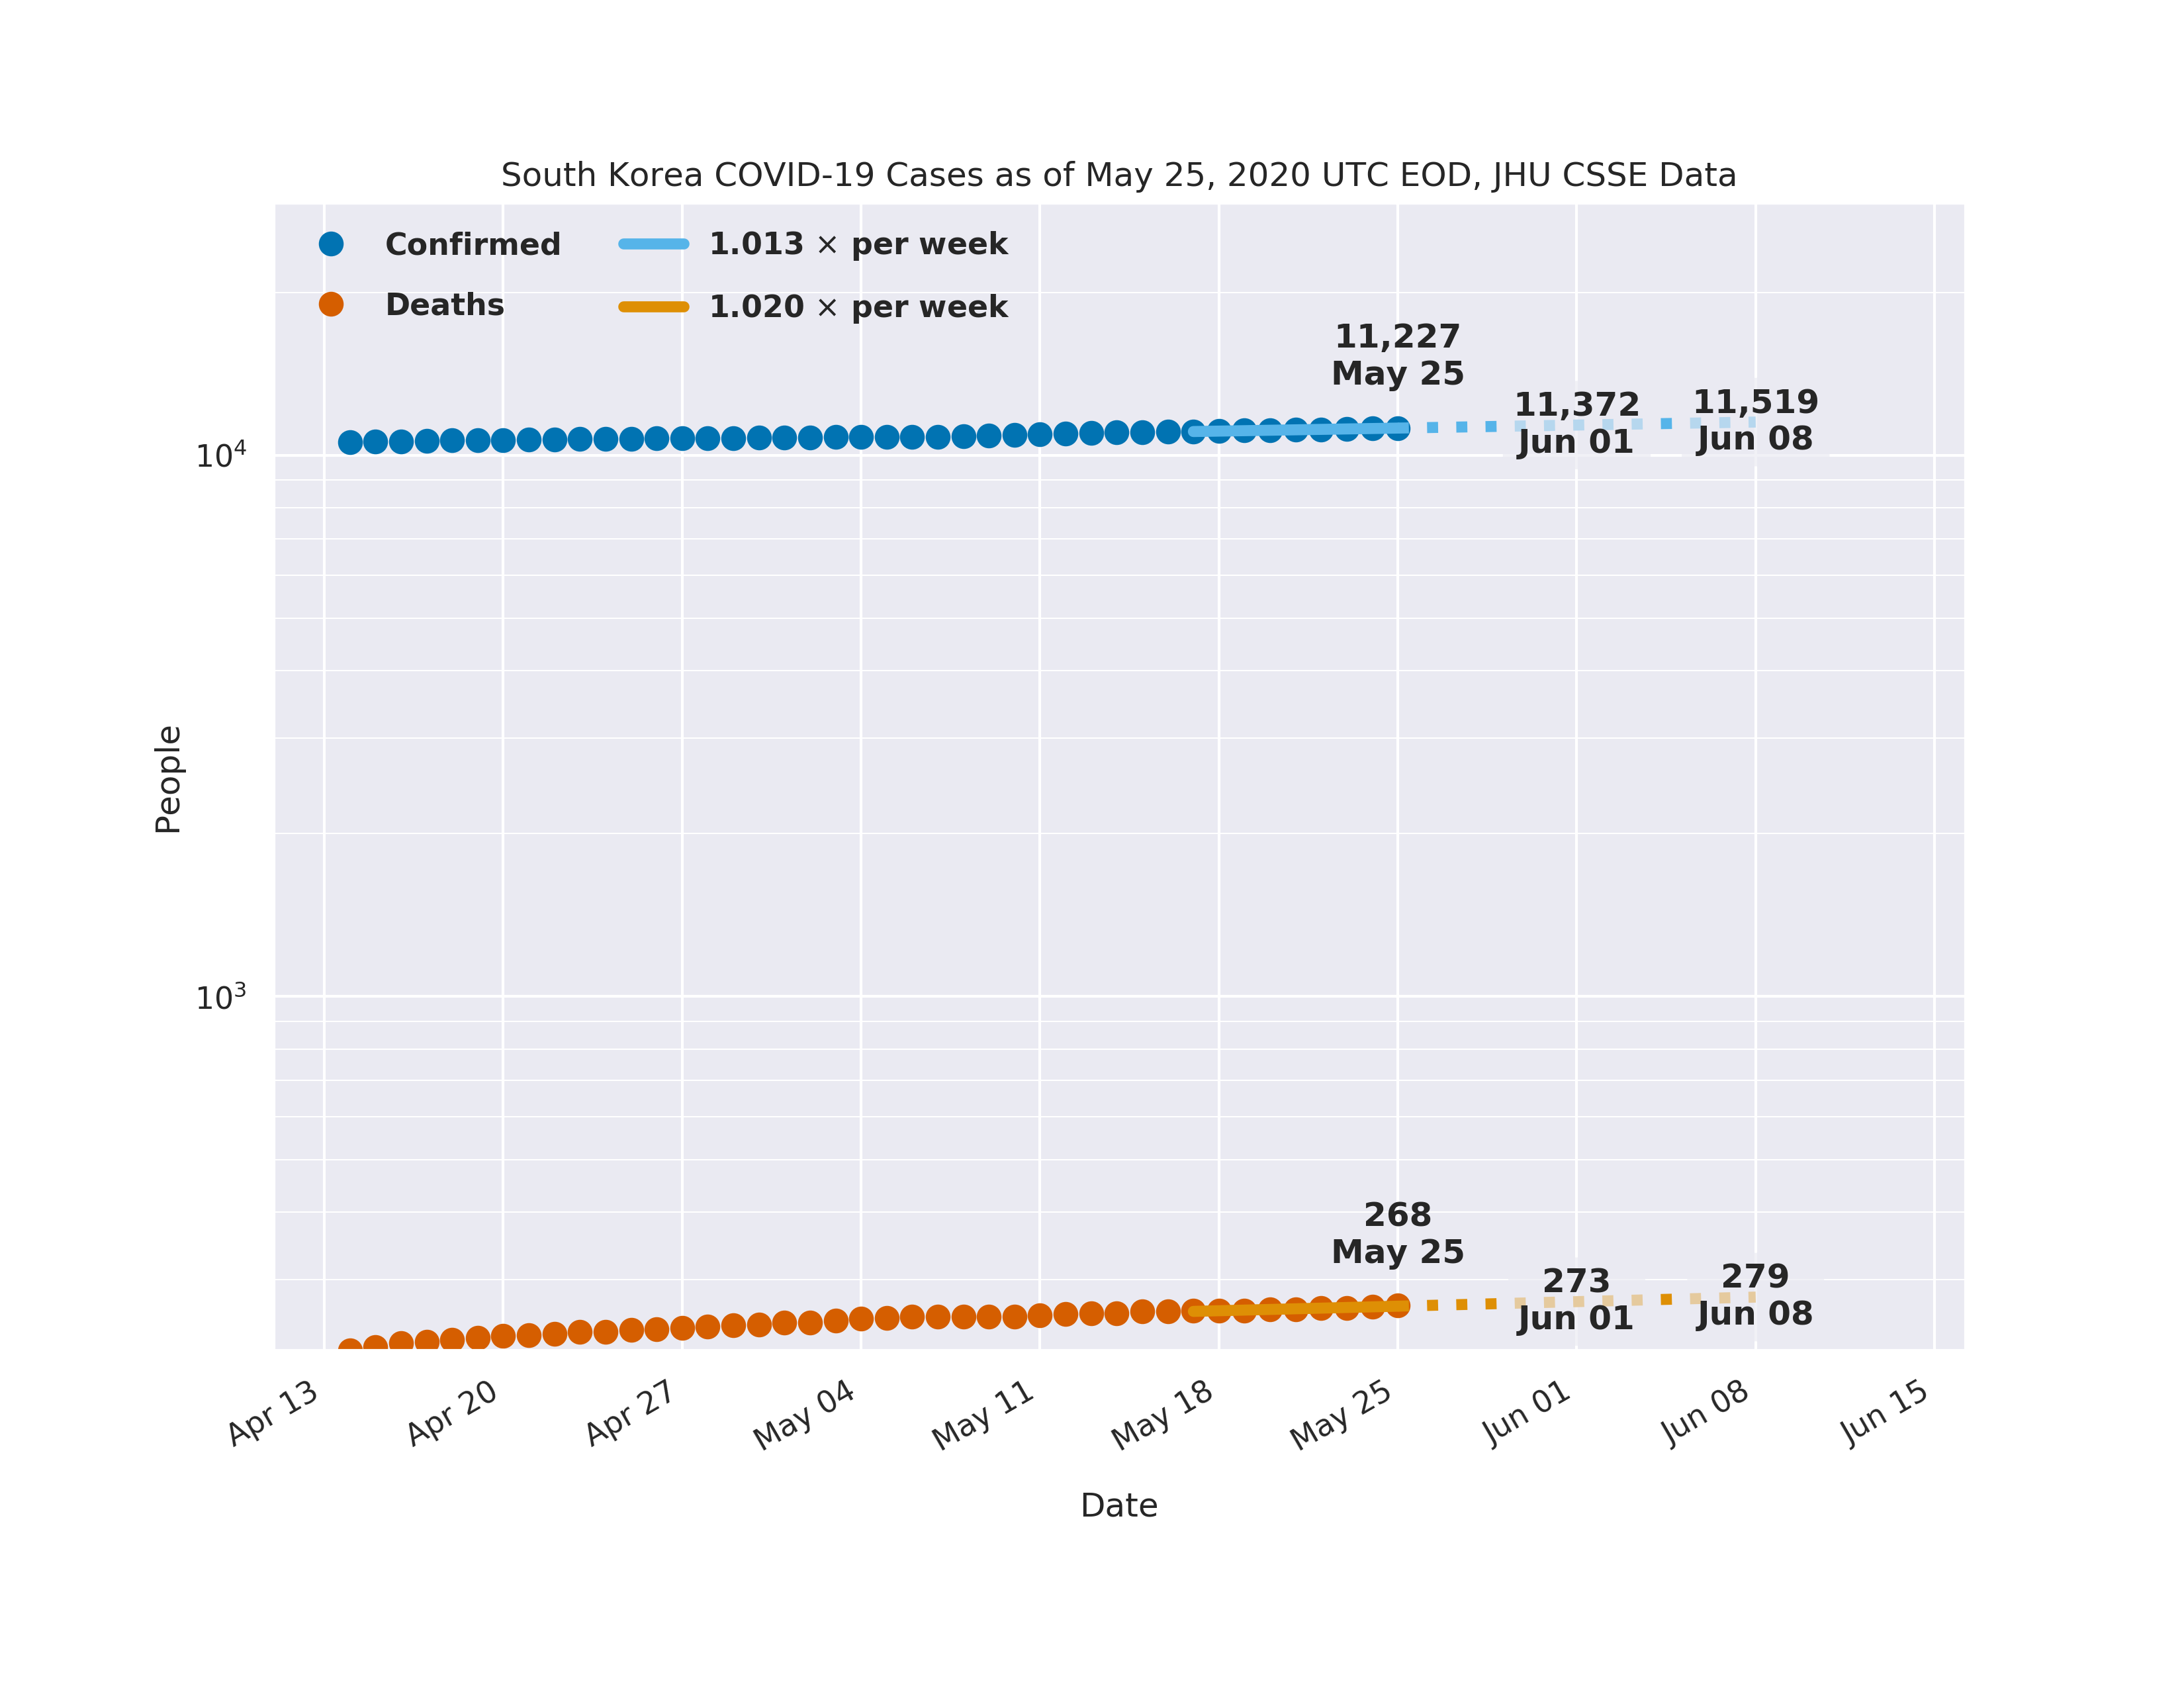 South Korea COVID-19 Cases as of May 25, 2020 UTC EOD, JHU CSSE Data
Confirmed
1.013 × per week
Deaths
1.020 × per week
11,227
May 25
11,372
Jun 01
11,519
Jun 08
10⁴
People
10³
268
May 25
273
Jun 01
279
Jun 08
Apr 13
Apr 20
Apr 27
May 04
May 11
May 18
May 25
Jun 01
Jun 08
Jun 15
Date